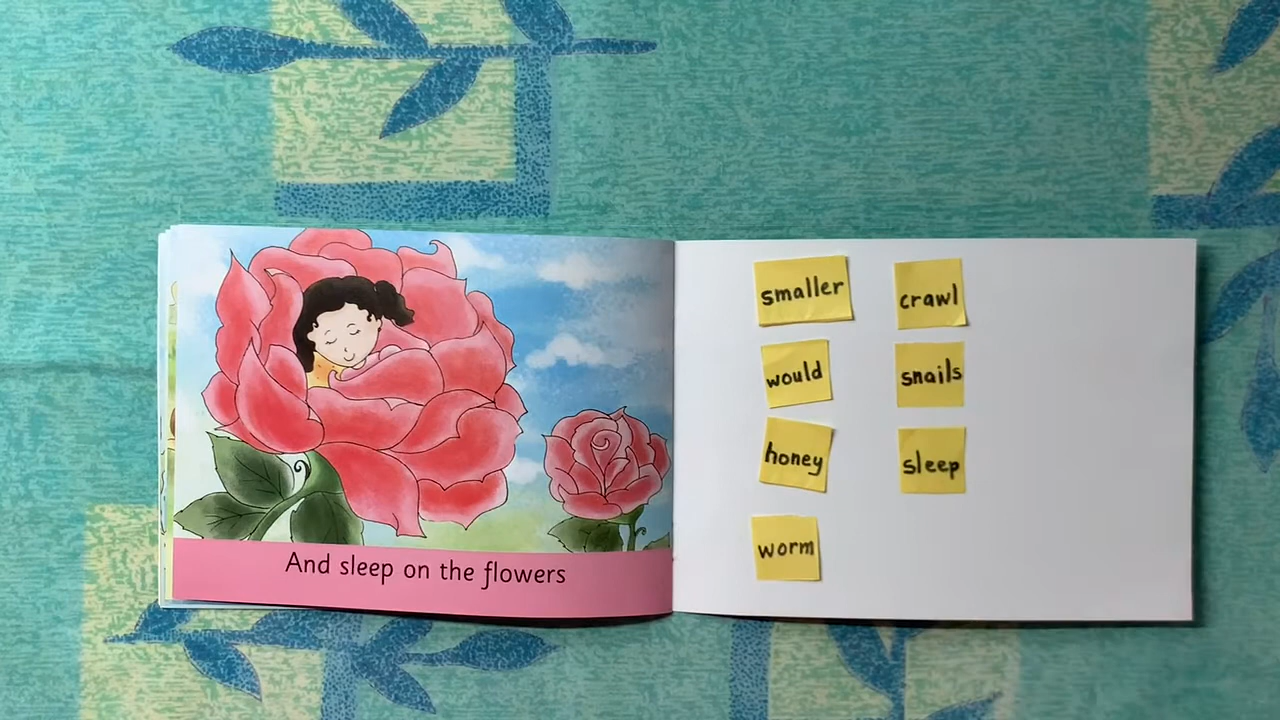 And sleep on the flowers
smaller
would
honey
worm
crawl
snails
sleep